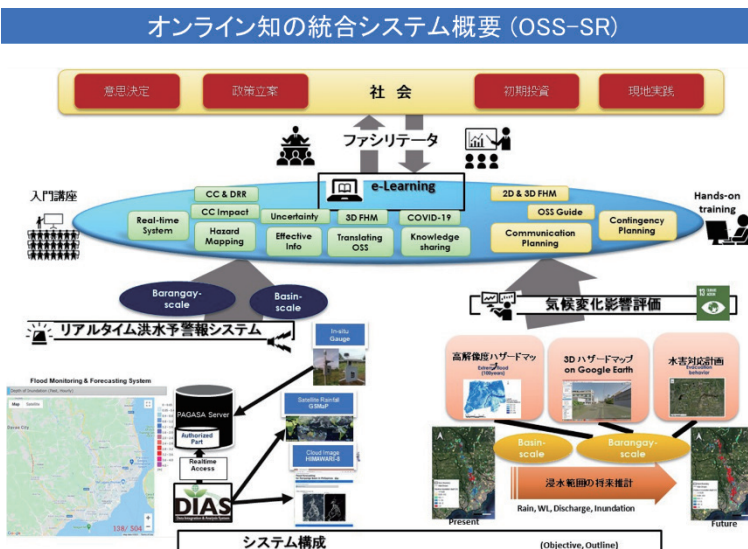 オンライン知の統合システム概要 (OSS-SR)
意思決定
政策立案
社 会
初期投資
現地実践
ファシリテータ
入門講座
e-Learning
Hands-on
training
CC & DRR
CC Impact
Real-time
System
Hazard
Mapping
Uncertainty
Effective
Info
3D FHM
Translating
OSS
COVID-19
Knowledge
sharing
2D & 3D FHM
OSS Guide
Communication
Planning
Contingency
Planning
Barangay-
scale
Basin-
scale
リアルタイム洪水予警報システム
気候変化影響評価
In-situ
Gauge
Flood Monitoring & Forecasting System
Map
Satellite
138/ 504
PAGASA Server
Authorized
Part
Realtime
Access
DIAS
Satellite Rainfall
GSMaP
Cloud Image
HIMAWARI-8
高解像度ハザードマップ
3D ハザードマップ
on Google Earth
水害対応計画
Evacuation
behavior
Basin-
scale
Barangay-
scale
浸水範囲の将来推計
Rain, WL, Discharge, Inundation
Present
Future
システム構成
(Objective, Outline)